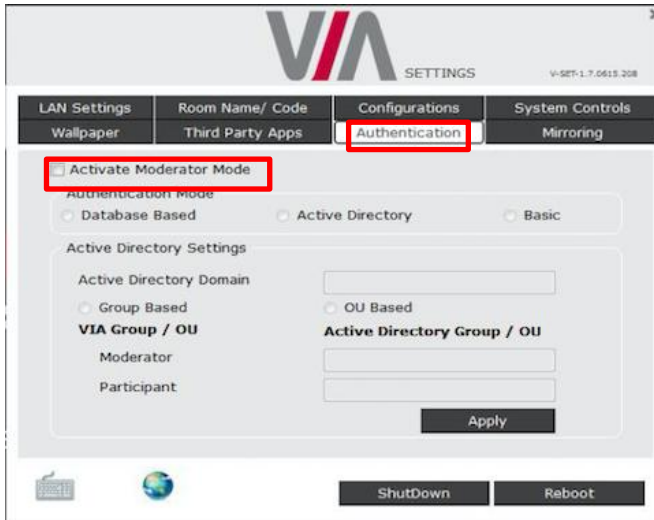 VIA
SETTINGS V-SET-1.7.0615.208
LAN Settings Room Name/ Code Configurations System Controls
Wallpaper Third Party Apps Authentication Mirroring
Activate Moderator Mode
Authentication Mode
Database Based Active Directory Basic
Active Directory Settings
Active Directory Domain
Group Based OU Based
VIA Group / OU Active Directory Group / OU
Moderator
Participant
Apply
ShutDown Reboot